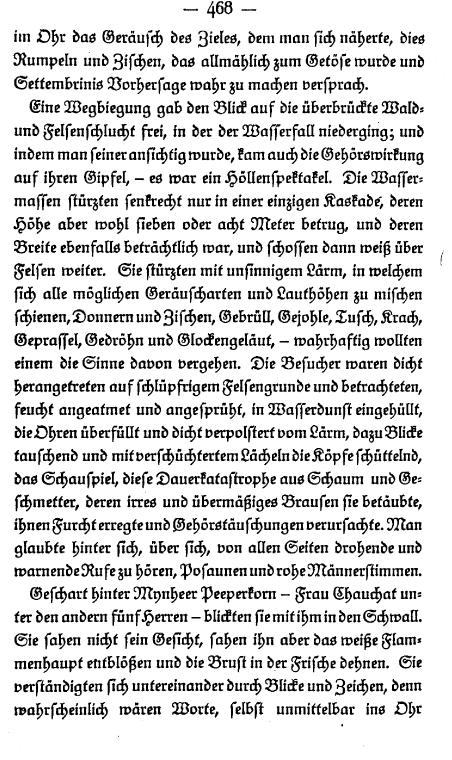 — 468 —
im Ohr das Geräusch des Zieles, dem man sich näherte, dies
Rumpeln und Zischen, das allmählich zum Getöse wurde und
Settembrinis Vorhersage wahr zu machen versprach.
Eine Wegbiegung gab den Blick auf die überbrückte Wald-
und Felsenschlucht frei, in der der Wasserfall niederging; und
indem man seiner ansichtig wurde, kam auch die Gehörswirkung
auf ihren Gipfel, – es war ein Höllenspektakel. Die Wasser-
massen stürzten senkrecht nur in einer einzigen Kaskade, deren
Höhe aber wohl sieben oder acht Meter betrug, und deren
Breite ebenfalls beträchtlich war, und schossen dann weiß über
Felsen weiter. Sie stürzten mit unsinnigem Lärm, in welchem
sich alle möglichen Geräuscharten und Lauthöhen zu mischen
schienen, Donnern und Zischen, Gebrüll, Gejohle, Tusch, Krach,
Geprassel, Gedröhn und Glockengeläut, – wahrhaftig wollten
einem die Sinne davon vergehen. Die Besucher waren dicht
herangetreten auf schlüpfrigem Felsengrunde und betrachteten,
feucht angeatmet und angesprüht, in Wasserdunst eingehüllt,
die Ohren überfüllt und dicht verpolstert vom Lärm, dazu Blicke
tauschend und mit verschüchtertem Lächeln die Köpfe schüttelnd,
das Schauspiel, diese Dauerkatastrophe aus Schaum und Ge-
schmetter, deren irres und übermäßiges Brausen sie betäubte,
ihnen Furcht erregte und Gehörstäuschungen verursachte. Man
glaubte hinter sich, über sich, von allen Seiten drohende und
warnende Rufe zu hören, Posaunen und rohe Männerstimmen.
Geschart hinter Mynheer Peeperkorn – Frau Chauchat un-
ter den andern fünf Herren – blickten sie mit ihm in den Schwall.
Sie sahen nicht sein Gesicht, sahen ihn aber das weiße Flam-
menhaupt entblößen und die Brust in der Frische dehnen. Sie
verständigten sich untereinander durch Blicke und Zeichen, denn
wahrscheinlich wären Worte, selbst unmittelbar ins Ohr